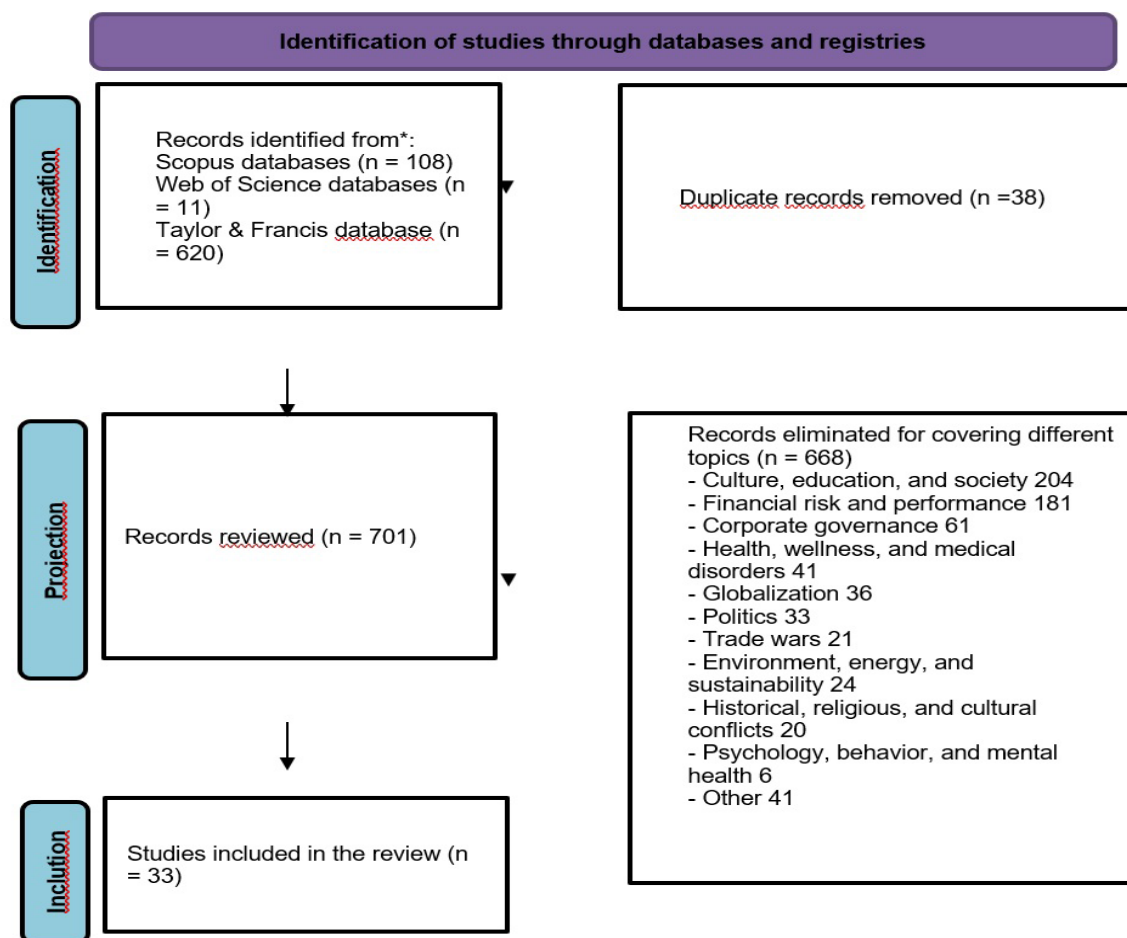 Identification of studies through databases and registries
Identification
Records identified from*:
Scopus databases (n = 108)
Web of Science databases (n
= 11)
Taylor & Francis database (n
= 620)
Duplicate records removed (n =38)
Projection
Records reviewed (n = 701)
Records eliminated for covering different
topics (n = 668)
- Culture, education, and society 204
- Financial risk and performance 181
- Corporate governance 61
- Health, wellness, and medical
disorders 41
- Globalization 36
- Politics 33
- Trade wars 21
- Environment, energy, and
sustainability 24
- Historical, religious, and cultural
conflicts 20
- Psychology, behavior, and mental
health 6
- Other 41
Inclution
Studies included in the review (n
= 33)